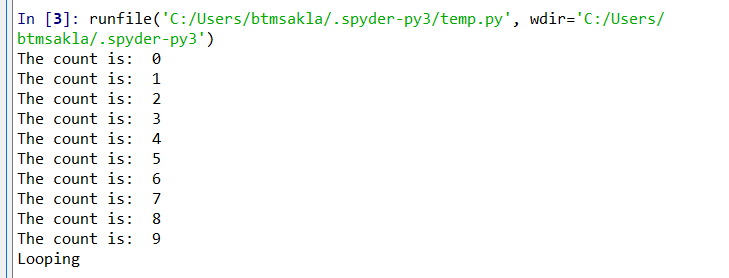 In [3]: runfile('C:/Users/btmsakla/.spyder-py3/temp.py', wdir='C:/Users/
btmsakla/.spyder-py3')
The count is:  0
The count is:  1
The count is:  2
The count is:  3
The count is:  4
The count is:  5
The count is:  6
The count is:  7
The count is:  8
The count is:  9
Looping